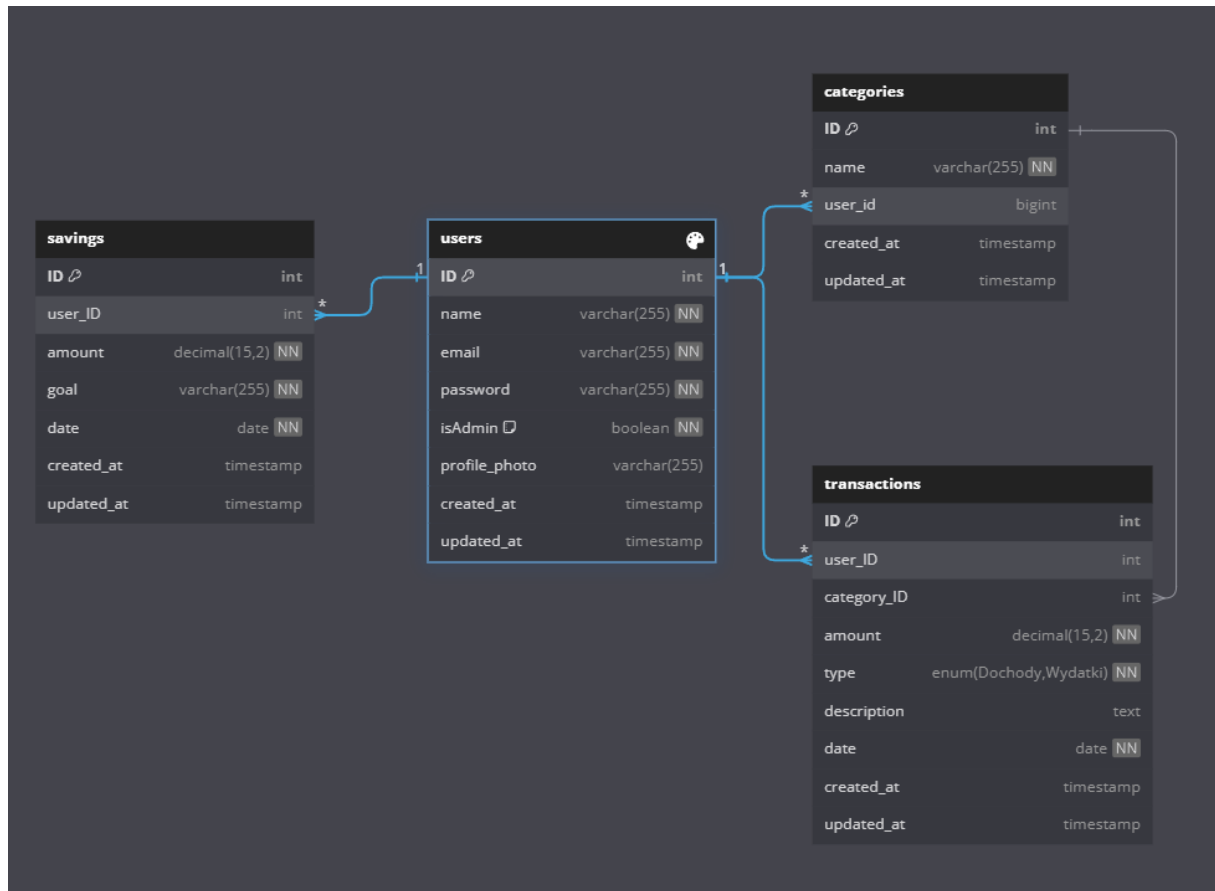 savings
ID int
user_ID int
amount decimal(15,2) NN
goal varchar(255) NN
date date NN
created_at timestamp
updated_at timestamp
* 1
users
ID int
name varchar(255) NN
email varchar(255) NN
password varchar(255) NN
isAdmin boolean NN
profile_photo varchar(255)
created_at timestamp
updated_at timestamp
1 *
categories
ID int
name varchar(255) NN
user_id bigint
created_at timestamp
updated_at timestamp
*
transactions
ID int
user_ID int
category_ID int
amount decimal(15,2) NN
type enum(Dochody,Wydatki) NN
description text
date date NN
created_at timestamp
updated_at timestamp